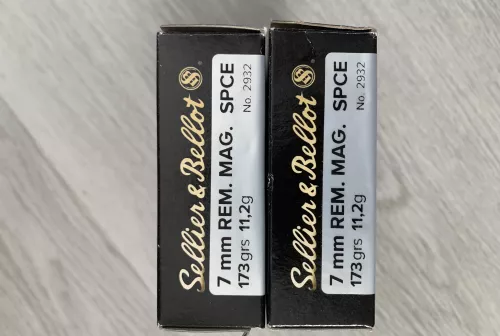 Sellier & Bellot
7 mm REM. MAG. SPCE
173 grs 11,2g No. 2932
Sellier & Bellot
7 mm REM. MAG. SPCE
173 grs 11,2g No. 2932